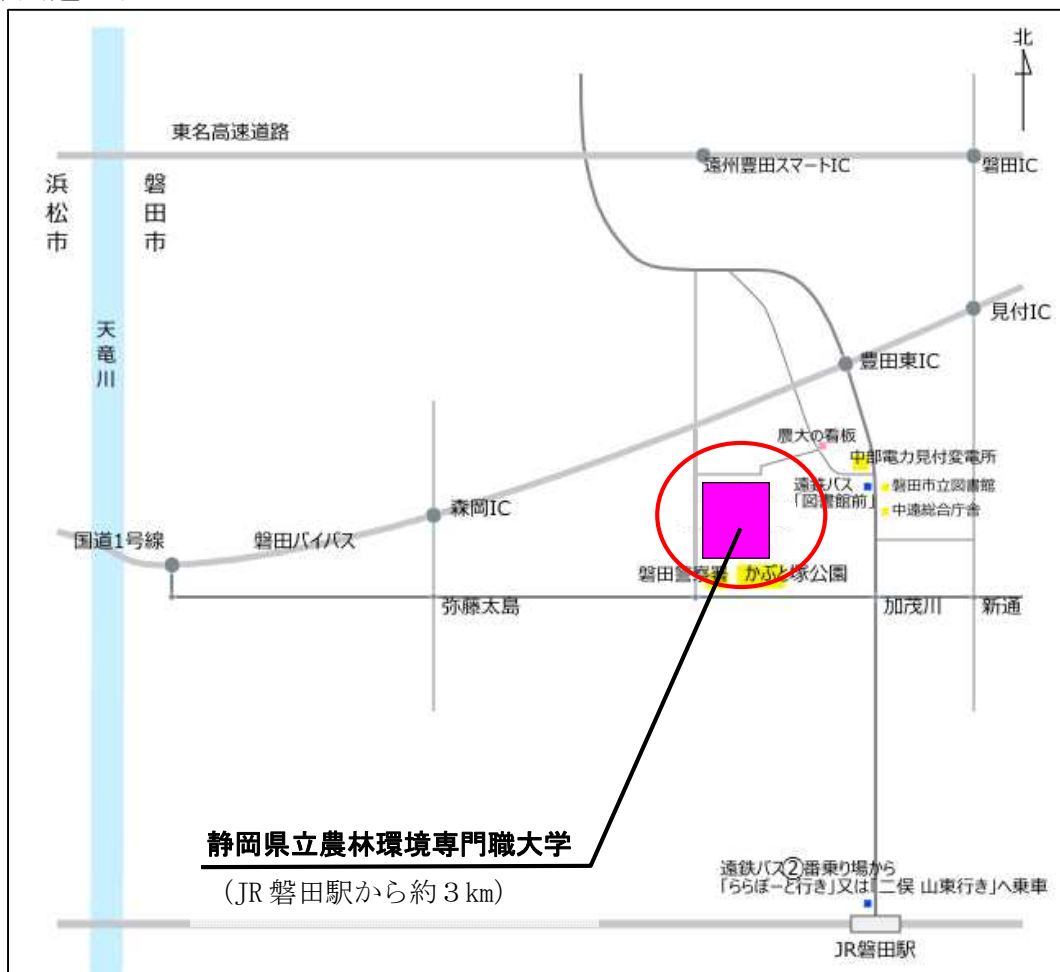 北
東名高速道路
遠州豊田スマートIC
磐田IC
浜松市
磐田市
天竜川
見付IC
豊田東IC
農大の看板
中部電力見付変電所
遠鉄バス
「図書館前」
磐田市立図書館
中遠総合庁舎
森岡IC
国道1号線
磐田バイパス
磐田警察署
かぶと塚公園
弥藤太島
加茂川
新通
静岡県立農林環境専門職大学
（JR 磐田駅から約３㎞）
遠鉄バス②番乗り場から
「ららぽーと行き」又は「二俣 山東行き」へ乗車
JR磐田駅